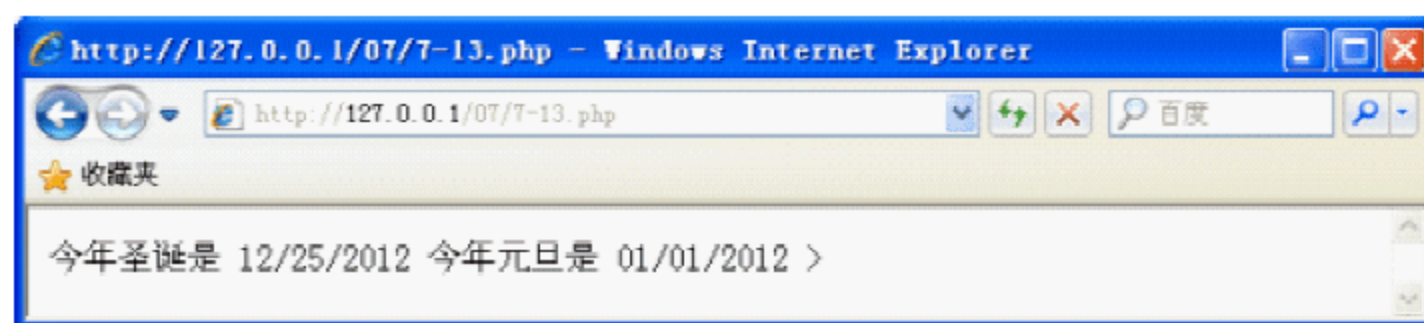 http://127.0.0.1/07/7-13.php - Windows Internet Explorer
http://127.0.0.1/07/7-13.php 百度
收藏夹
今年圣诞是 12/25/2012 今年元旦是 01/01/2012 >